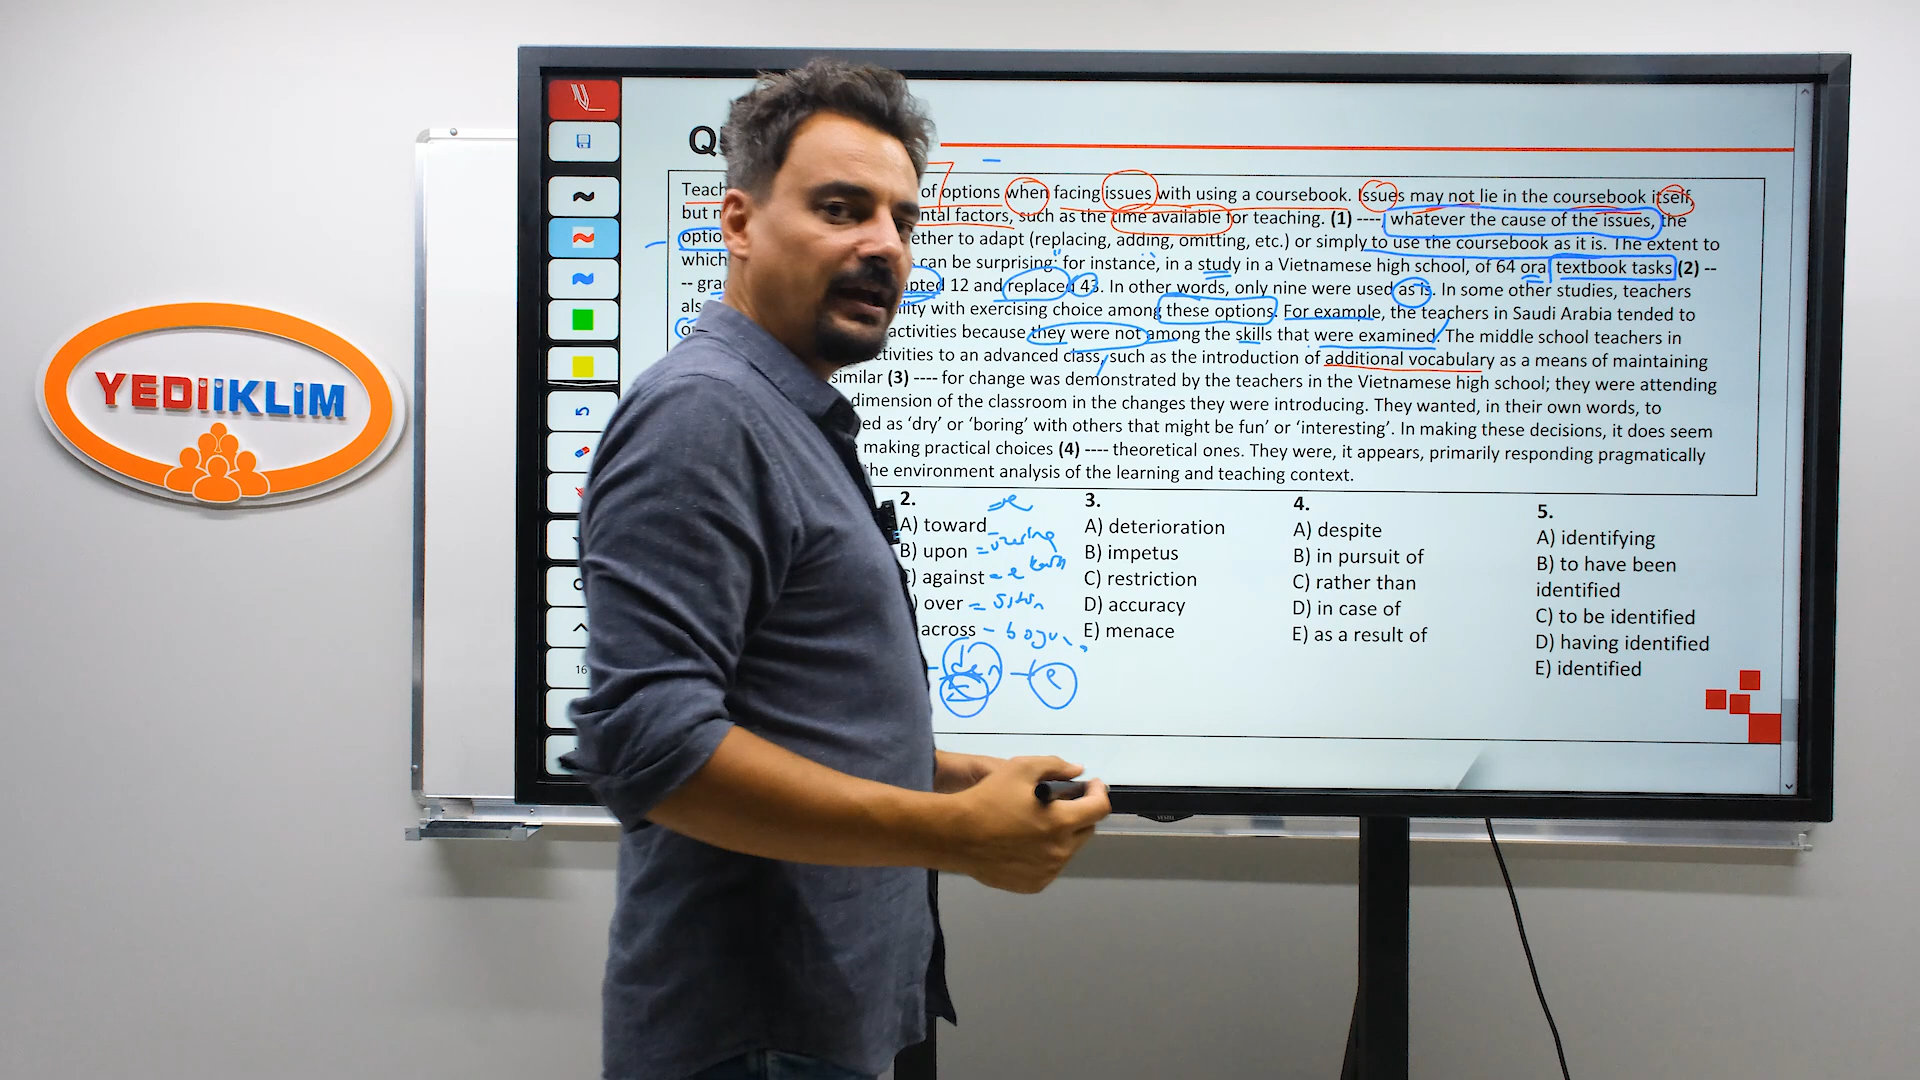 YEDiiKLiM
Q
Teach of options when facing issues with using a coursebook. Issues may not lie in the coursebook itself,
but n ntal factors, such as the time available for teaching. (1) ----, whatever the cause of the issues, the
optio ether to adapt (replacing, adding, omitting, etc.) or simply to use the coursebook as it is. The extent to
which s can be surprising: for instance, in a study in a Vietnamese high school, of 64 ora textbook tasks (2) --
-- grad apted 12 and replaced 43. In other words, only nine were used as is. In some other studies, teachers
als ility with exercising choice among these options. For example, the teachers in Saudi Arabia tended to
activities because they were not among the skills that were examined. The middle school teachers in
ctivities to an advanced class, such as the introduction of additional vocabulary as a means of maintaining
similar (3) ---- for change was demonstrated by the teachers in the Vietnamese high school; they were attending
dimension of the classroom in the changes they were introducing. They wanted, in their own words, to
ed as ‘dry’ or ‘boring’ with others that might be fun’ or ‘interesting’. In making these decisions, it does seem
making practical choices (4) ---- theoretical ones. They were, it appears, primarily responding pragmatically
the environment analysis of the learning and teaching context.
2.
A) toward
B) upon
C) against
over
across
3.
A) deterioration
B) impetus
C) restriction
D) accuracy
E) menace
4.
A) despite
B) in pursuit of
C) rather than
D) in case of
E) as a result of
5.
A) identifying
B) to have been
identified
C) to be identified
D) having identified
E) identified
16